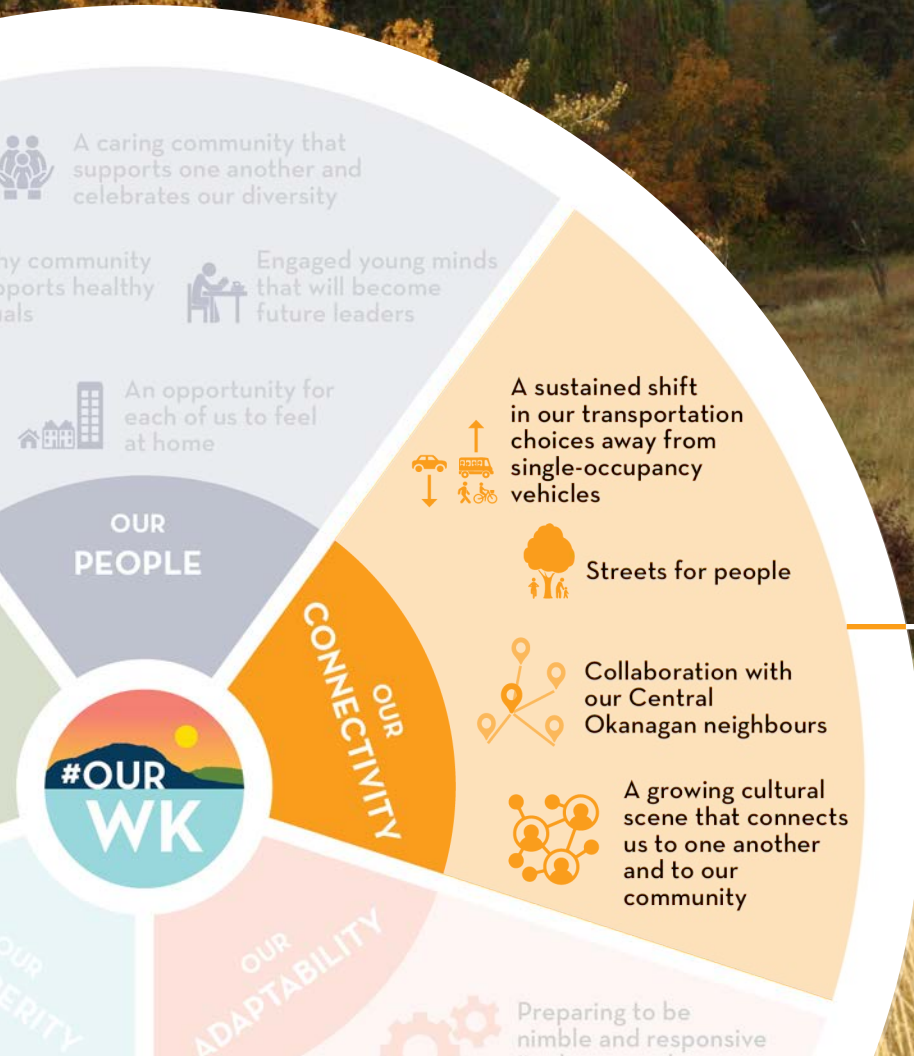 A caring community that
supports one another and
celebrates our diversity
community
healthy
Engaged young minds
that will become
future leaders
An opportunity for
each of us to feel
at home
OUR
PEOPLE
A sustained shift
in our transportation
choices away from
single-occupancy
vehicles
Streets for people
Collaboration with
our Central
Okanagan neighbours
A growing cultural
scene that connects
us to one another
and to our
community
OUR
CONNECTIVITY
#OUR
WK
OUR
OUR
ADAPTABILITY
Preparing to be
nimble and responsive